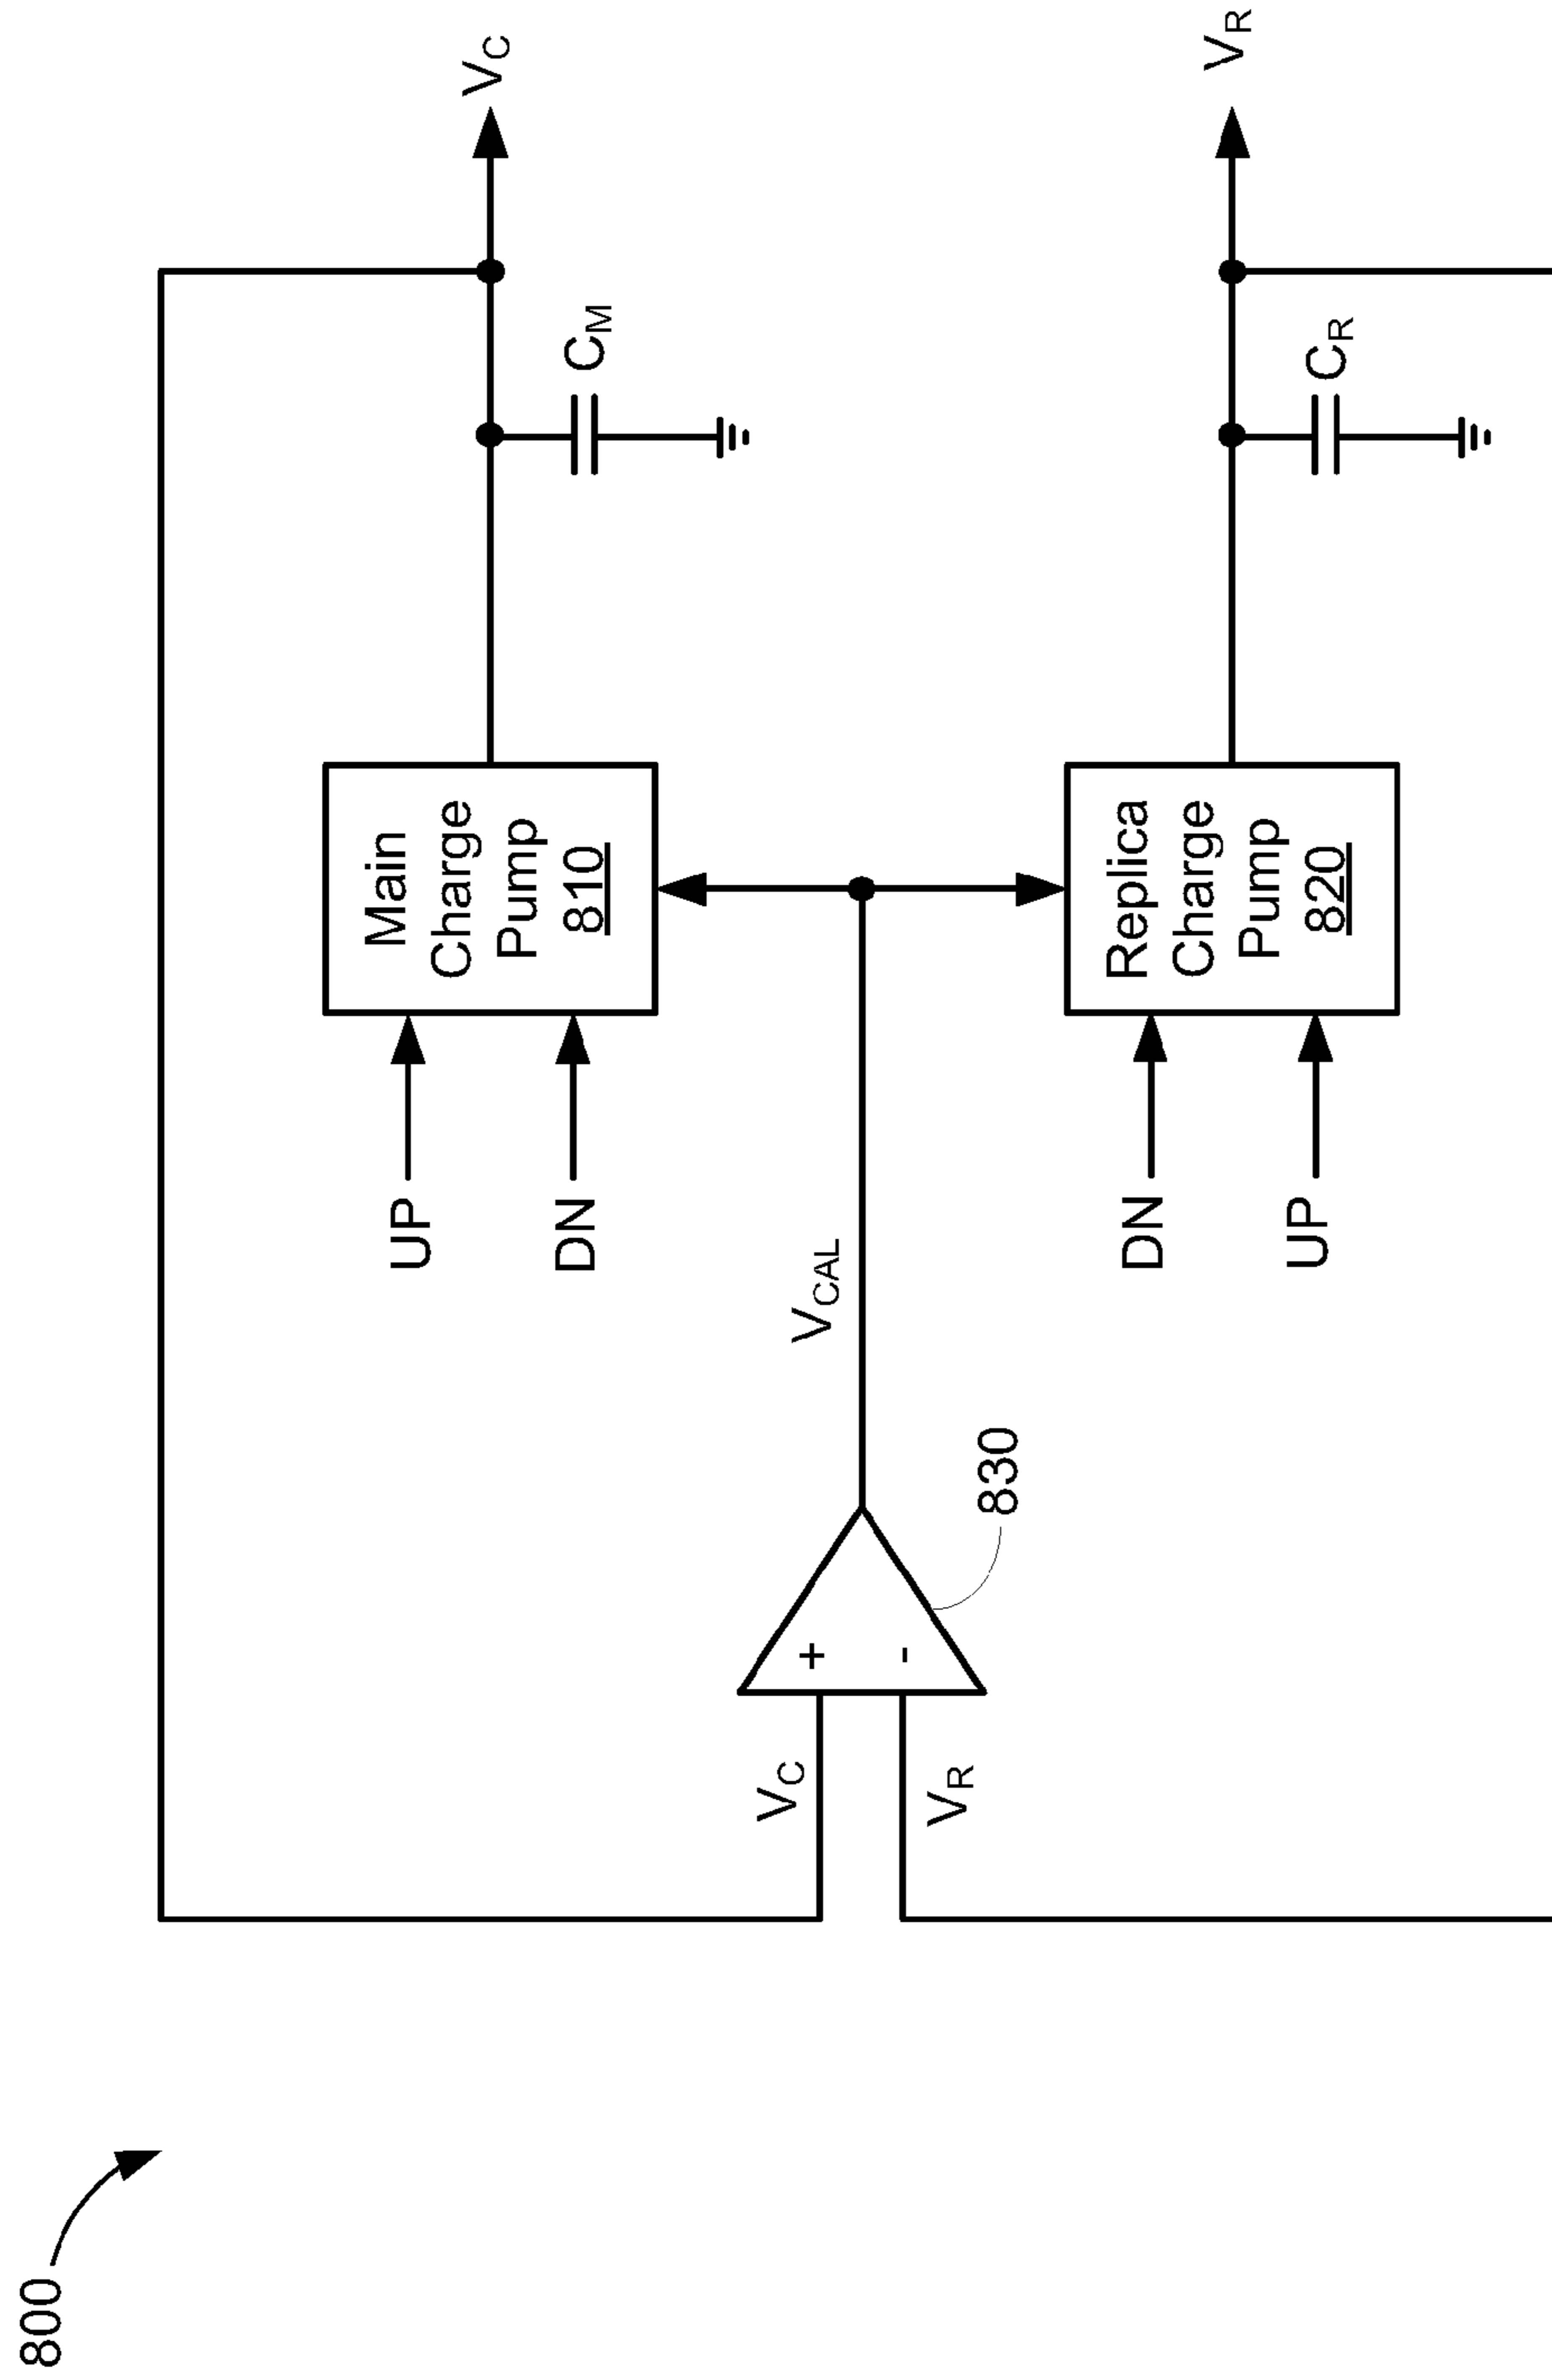 800
V_C
V_R
+
-
830
V_CAL
UP
DN
Main
Charge
Pump
810
C_M
V_C
DN
UP
Replica
Charge
Pump
820
C_R
V_R